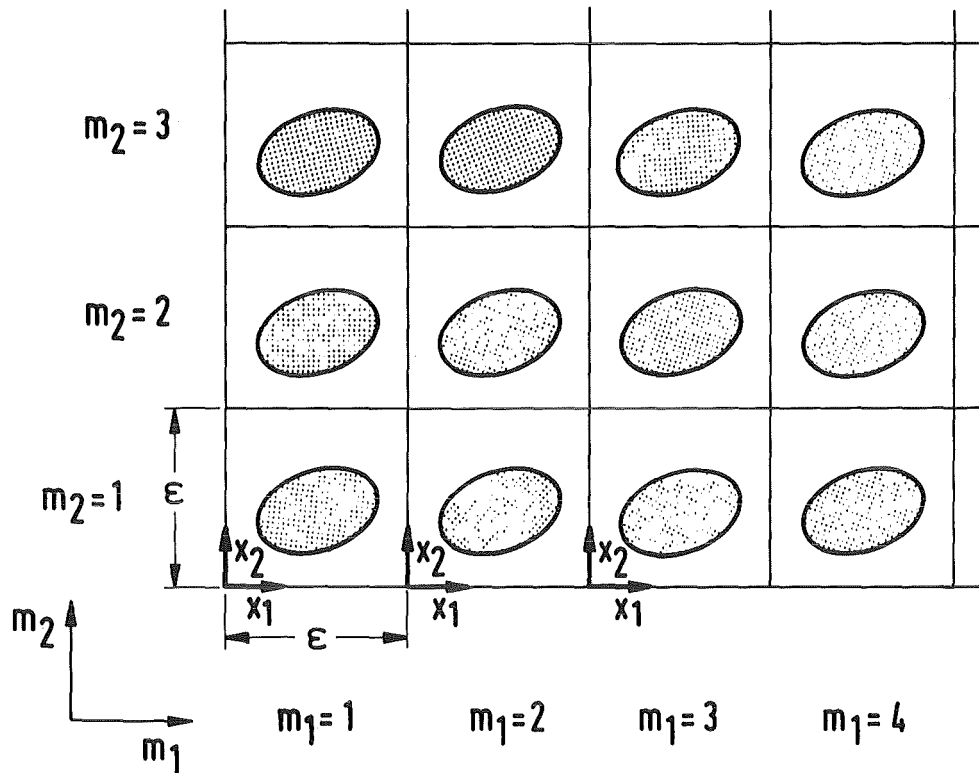 m2 = 3
m2 = 2
m2 = 1
ε
x2
x2
x2
x1
x1
x1
ε
m2
m1
m1 = 1
m1 = 2
m1 = 3
m1 = 4